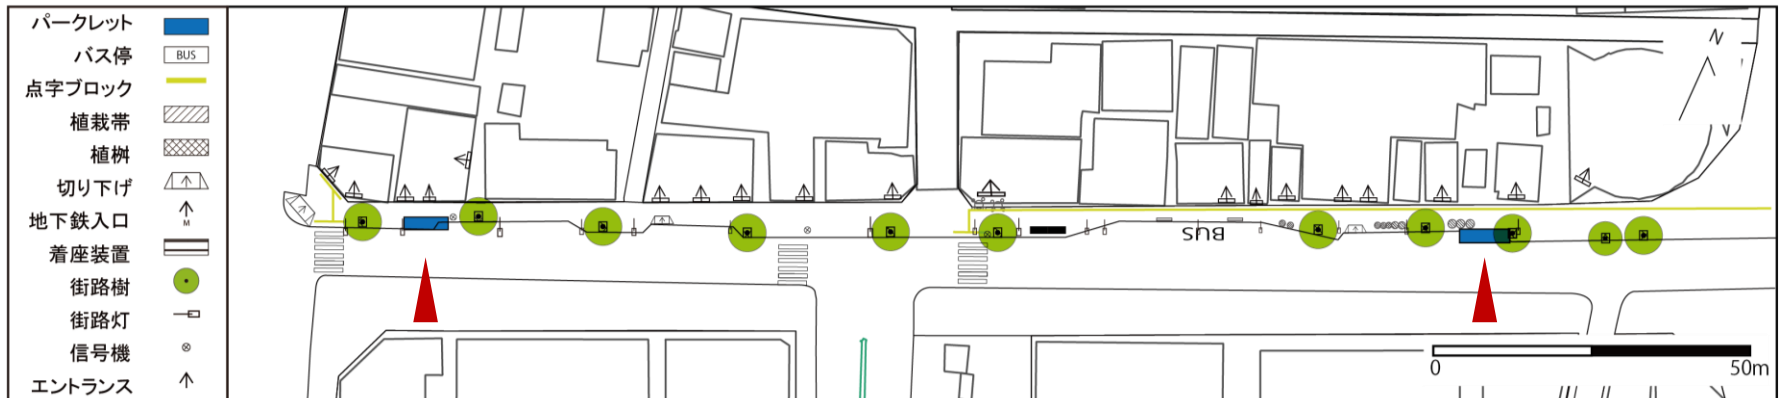 パークレット
バス停
BUS
点字ブロック
植栽帯
植桝
切り下げ
地下鉄入口
M
着座装置
街路樹
街路灯
信号機
エントランス
N
BUS
0
50m